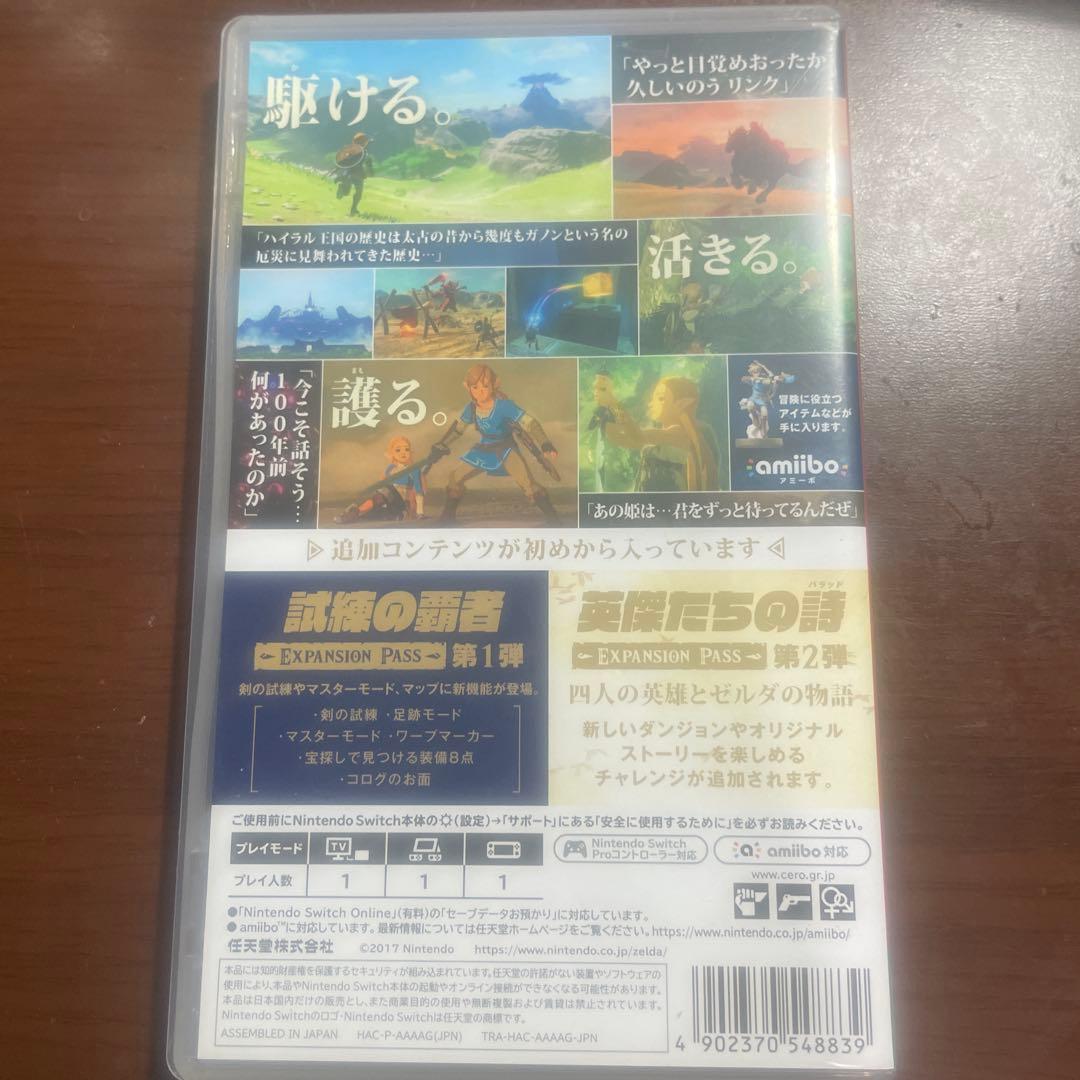 駆ける。
「やっと目覚めおったか
久しいのう リンク」
「ハイラル王国の歴史は太古の昔から幾度もガノンという名の
厄災に見舞われてきた歴史…」
活きる。
「今こそ話そう…
100年前
何があったのか」
まも
護る。
冒険に役立つ
アイテムなどが
手に入ります。
amiibo
アミーボ
「あの姫は…君をずっと待ってるんだぜ」
追加コンテンツが初めから入っています
試練の覇者
EXPANSION PASS 第1弾
剣の試練やマスターモード、マップに新機能が登場。
・剣の試練 ・足跡モード
・マスターモード ・ワープマーカー
・宝探しで見つける装備8点
・コログのお面
バラッド
英傑たちの詩
EXPANSION PASS 第2弾
四人の英雄とゼルダの物語
新しいダンジョンやオリジナル
ストーリーを楽しめる
チャレンジが追加されます。
ご使用前にNintendo Switch本体の(設定)→「サポート」にある「安全に使用するために」を必ずお読みください。
プレイモード TV
プレイ人数 1 1 1
Nintendo Switch
Proコントローラー対応
a amiibo 対応
www.cero.gr.jp
●「Nintendo Switch Online」(有料)の「セーブデータお預かり」に対応しています。
●amiibo™に対応しています。最新情報については任天堂ホームページをご覧ください。https://www.nintendo.co.jp/amiibo/
任天堂株式会社 ©2017 Nintendo https://www.nintendo.co.jp/zelda/
本品には知的財産権を保護するセキュリティが組み込まれています。任天堂の許諾がない装置やソフトウェアの
使用により、本品やNintendo Switch本体の起動やオンライン接続ができなくなる可能性があります。
本品は日本国内だけの販売とし、また商業目的の使用や無断複製および賃貸は禁止されています。
Nintendo Switchのロゴ・Nintendo Switchは任天堂の商標です。
ASSEMBLED IN JAPAN HAC-P-AAAAG(JPN) TRA-HAC-AAAAG-JPN
4 902370 548839